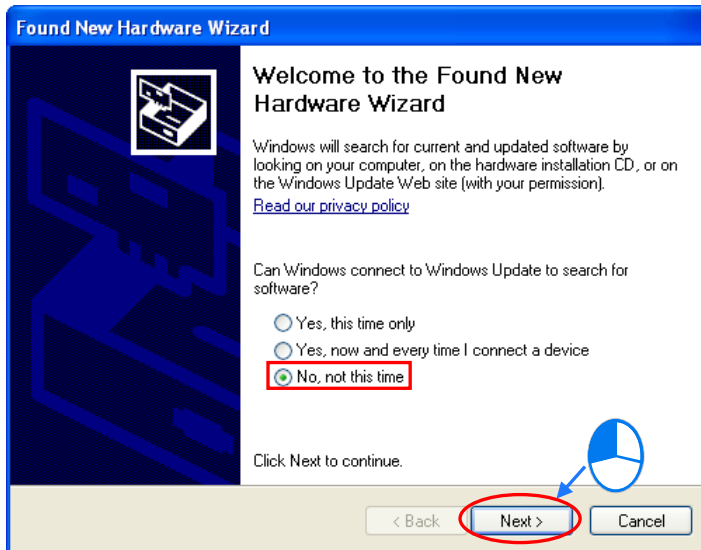 Found New Hardware Wizard
Welcome to the Found New
Hardware Wizard
Windows will search for current and updated software by
looking on your computer, on the hardware installation CD, or on
the Windows Update Web site (with your permission).
Read our privacy policy
Can Windows connect to Windows Update to search for
software?
Yes, this time only
Yes, now and every time I connect a device
No, not this time
Click Next to continue.
< Back
Next >
Cancel